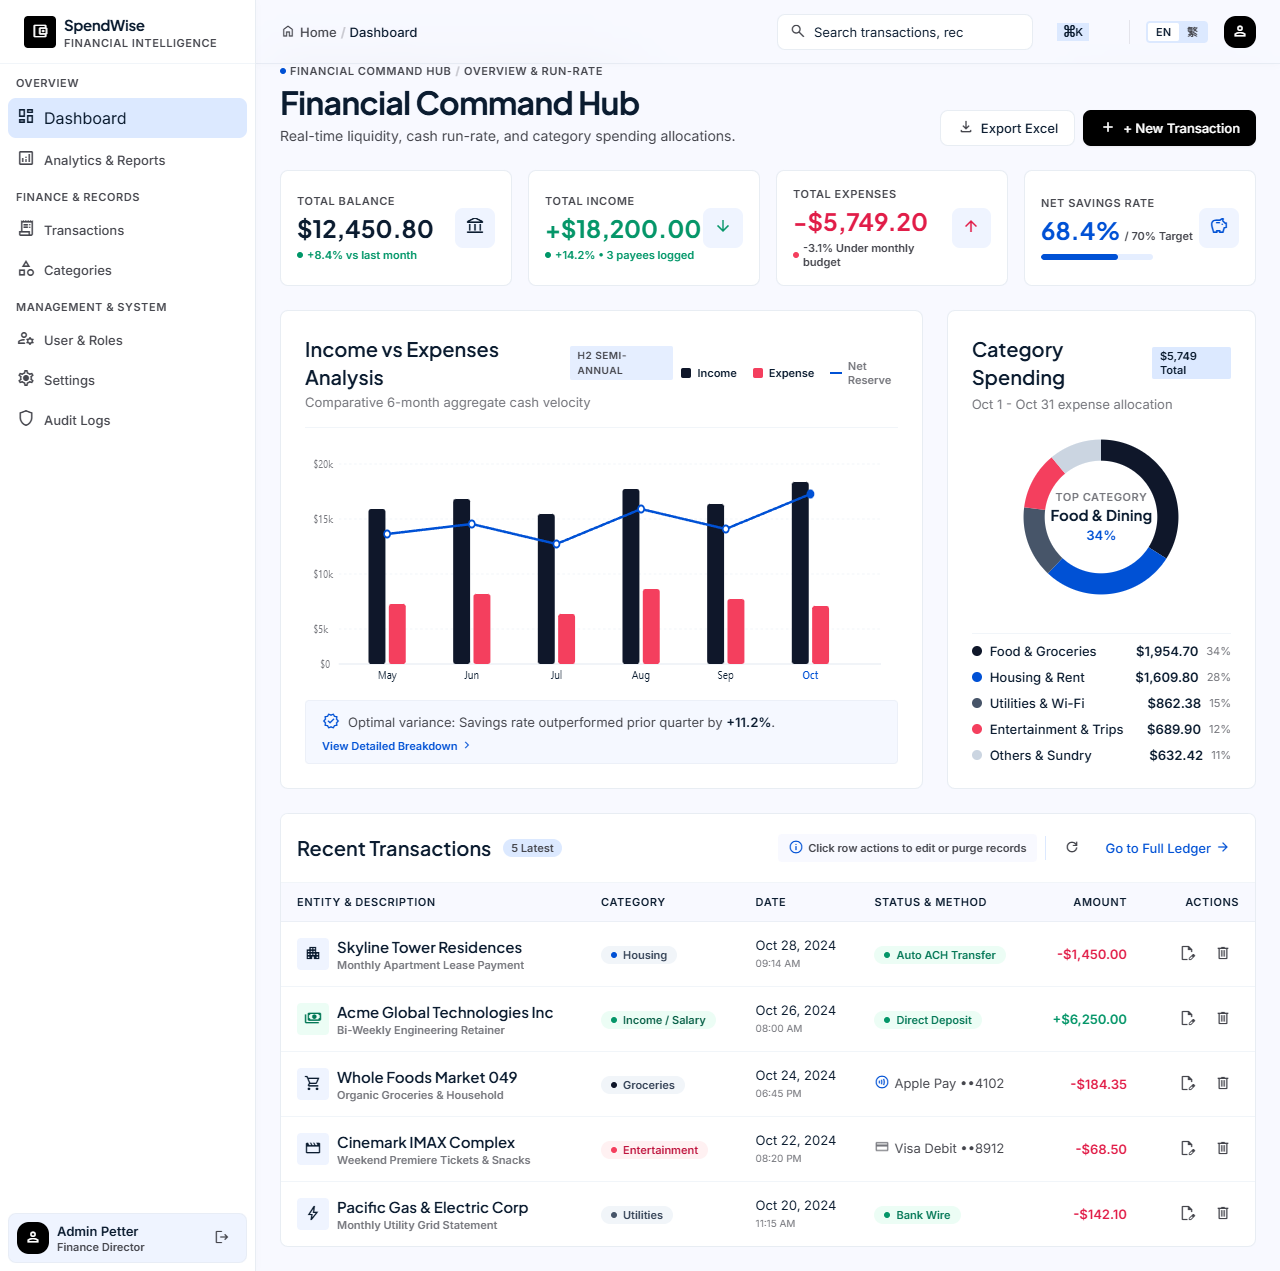 SpendWise
FINANCIAL INTELLIGENCE
OVERVIEW
Dashboard
Analytics & Reports
FINANCE & RECORDS
Transactions
Categories
MANAGEMENT & SYSTEM
User & Roles
Settings
Audit Logs
Admin Petter
Finance Director
Home / Dashboard
Search transactions, rec
⌘K
EN 繁
FINANCIAL COMMAND HUB / OVERVIEW & RUN-RATE
Financial Command Hub
Real-time liquidity, cash run-rate, and category spending allocations.
Export Excel
+ New Transaction
TOTAL BALANCE
$12,450.80
+8.4% vs last month
TOTAL INCOME
+$18,200.00
+14.2% • 3 payees logged
TOTAL EXPENSES
-$5,749.20
-3.1% Under monthly
budget
NET SAVINGS RATE
68.4% / 70% Target
Income vs Expenses
Analysis
H2 SEMI-
ANNUAL
Income
Expense
Net
Reserve
Comparative 6-month aggregate cash velocity
$20k
$15k
$10k
$5k
$0
May Jun Jul Aug Sep Oct
Optimal variance: Savings rate outperformed prior quarter by +11.2%.
View Detailed Breakdown
Category
Spending
$5,749
Total
Oct 1 - Oct 31 expense allocation
TOP CATEGORY
Food & Dining
34%
Food & Groceries $1,954.70 34%
Housing & Rent $1,609.80 28%
Utilities & Wi-Fi $862.38 15%
Entertainment & Trips $689.90 12%
Others & Sundry $632.42 11%
Recent Transactions
5 Latest
Click row actions to edit or purge records
Go to Full Ledger
ENTITY & DESCRIPTION CATEGORY DATE STATUS & METHOD AMOUNT ACTIONS
Skyline Tower Residences
Monthly Apartment Lease Payment
Housing
Oct 28, 2024
09:14 AM
Auto ACH Transfer
-$1,450.00
Acme Global Technologies Inc
Bi-Weekly Engineering Retainer
Income / Salary
Oct 26, 2024
08:00 AM
Direct Deposit
+$6,250.00
Whole Foods Market 049
Organic Groceries & Household
Groceries
Oct 24, 2024
06:45 PM
Apple Pay ••4102
-$184.35
Cinemark IMAX Complex
Weekend Premiere Tickets & Snacks
Entertainment
Oct 22, 2024
08:20 PM
Visa Debit ••8912
-$68.50
Pacific Gas & Electric Corp
Monthly Utility Grid Statement
Utilities
Oct 20, 2024
11:15 AM
Bank Wire
-$142.10